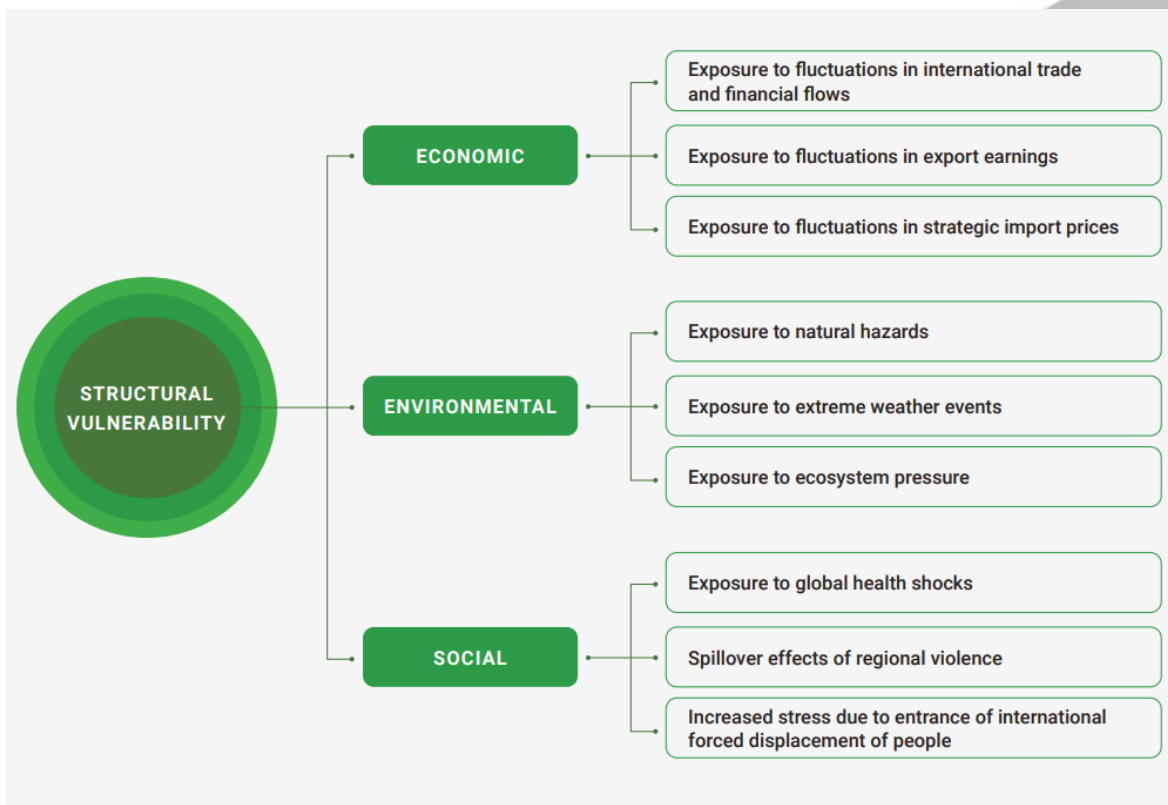 STRUCTURAL
VULNERABILITY
ECONOMIC
Exposure to fluctuations in international trade
and financial flows
Exposure to fluctuations in export earnings
Exposure to fluctuations in strategic import prices
ENVIRONMENTAL
Exposure to natural hazards
Exposure to extreme weather events
Exposure to ecosystem pressure
SOCIAL
Exposure to global health shocks
Spillover effects of regional violence
Increased stress due to entrance of international
forced displacement of people